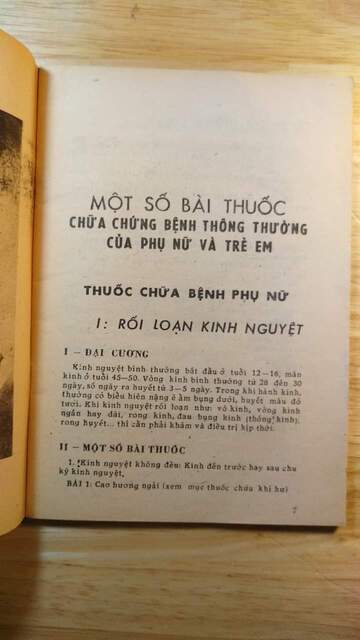 MỘT SỐ BÀI THUỐC
CHỮA CHỨNG BỆNH THÔNG THƯỜNG
CỦA PHỤ NỮ VÀ TRẺ EM
THUỐC CHỮA BỆNH PHỤ NỮ
I: RỐI LOẠN KINH NGUYỆT
I — ĐẠI CƯƠNG
Kinh nguyệt bình thường bắt đầu ở tuổi 12—16, mãn
kinh ở tuổi 45—50. Vòng kinh bình thường từ 28 đến 30
ngày, số ngày ra huyết từ 3—5 ngày. Trong khi hành kinh,
thường có biểu hiện nặng ở ầm bụng dưới, huyết màu đỏ
tươi. Khi kinh nguyệt rối loạn như: vô kinh, vòng kinh
ngắn hay dài, rong kinh, đau bụng kinh (thống kinh),
rong huyết... thì cần phải khám và điều trị kịp thời.
II — MỘT SỐ BÀI THUỐC
1. Kinh nguyệt không đều: Kinh đến trước hay sau chu
kỳ kinh nguyệt.
BÀI 1: Cao hương ngải (xem mục thuốc chữa khí hư)
7